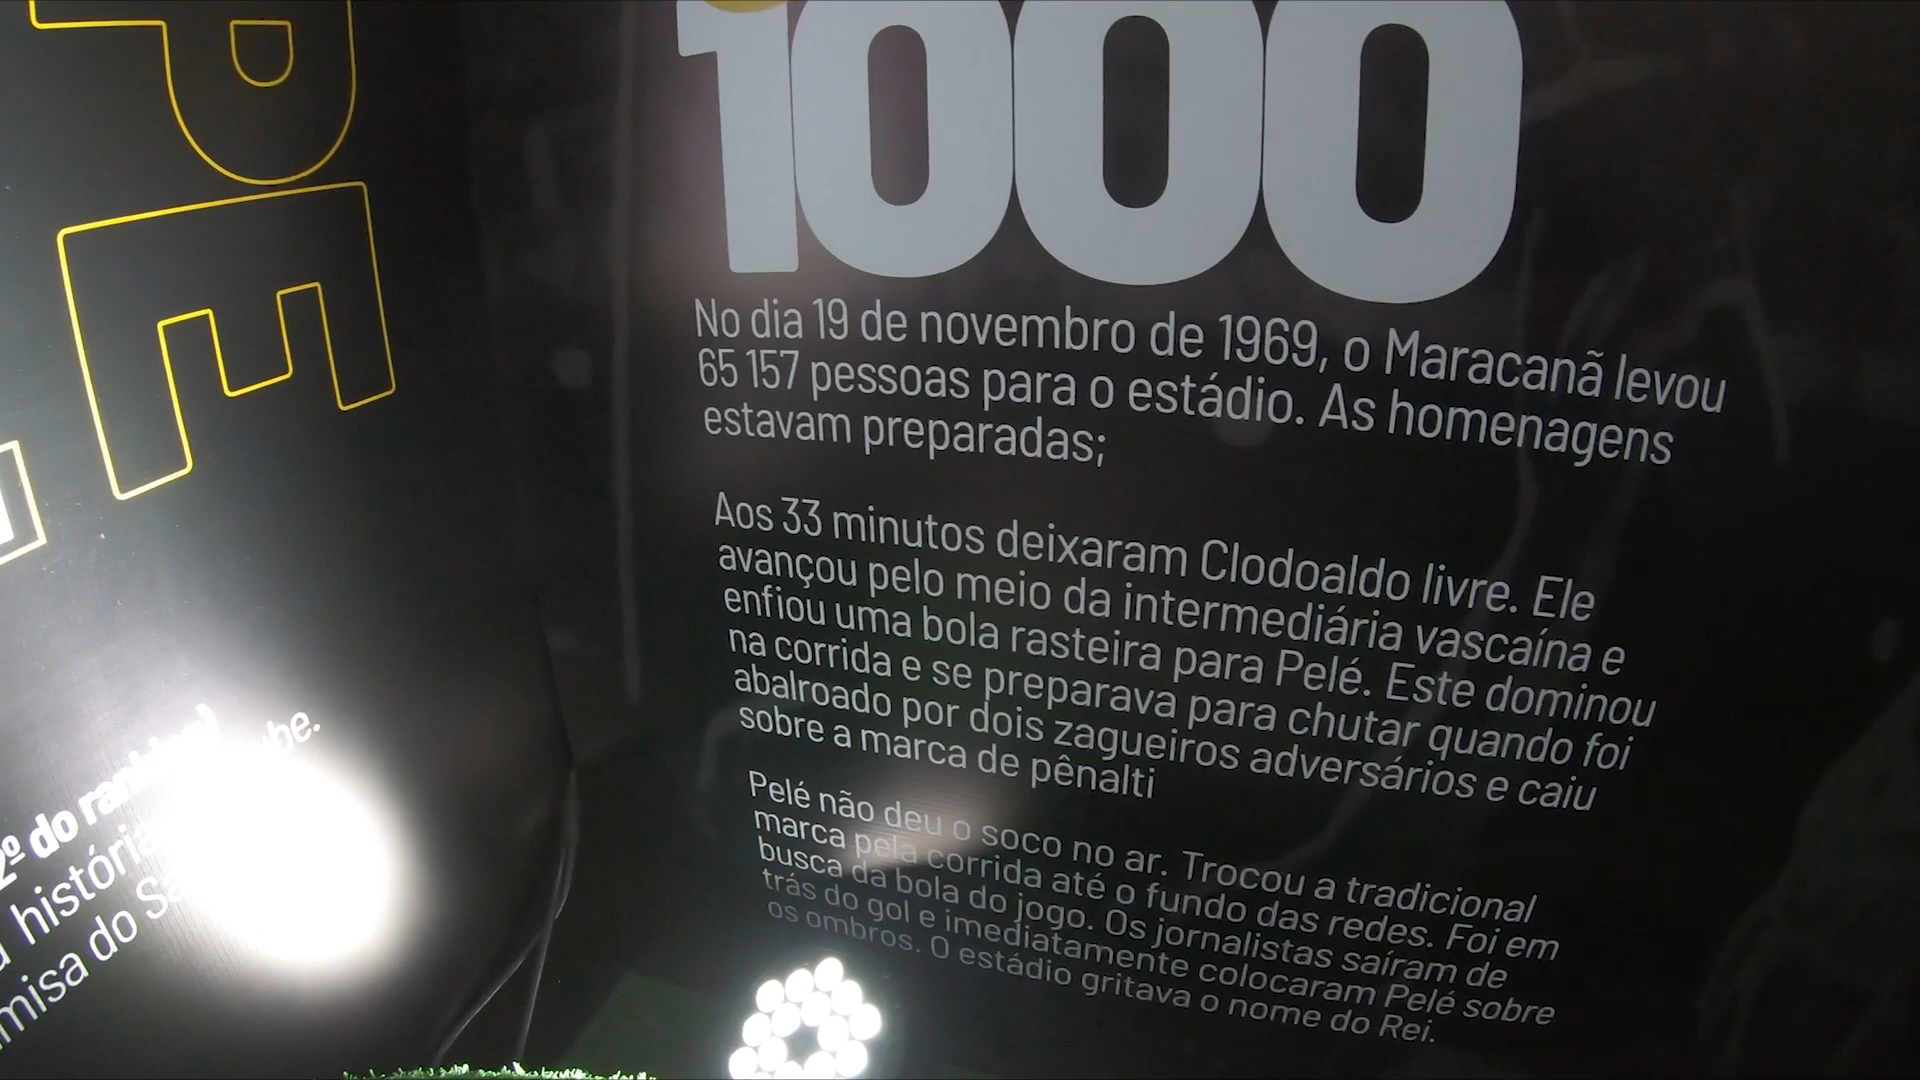 PE
2º do ranking
história
misa do
ube.
1000
No dia 19 de novembro de 1969, o Maracanã levou
65 157 pessoas para o estádio. As homenagens
estavam preparadas;
Aos 33 minutos deixaram Clodoaldo livre. Ele
avançou pelo meio da intermediária vascaína e
enfiou uma bola rasteira para Pelé. Este dominou
na corrida e se preparava para chutar quando foi
abalroado por dois zagueiros adversários e caiu
sobre a marca de pênalti
Pelé não deu o soco no ar. Trocou a tradicional
marca pela corrida até o fundo das redes. Foi em
busca da bola do jogo. Os jornalistas saíram de
trás do gol e imediatamente colocaram Pelé sobre
os ombros. O estádio gritava o nome do Rei.